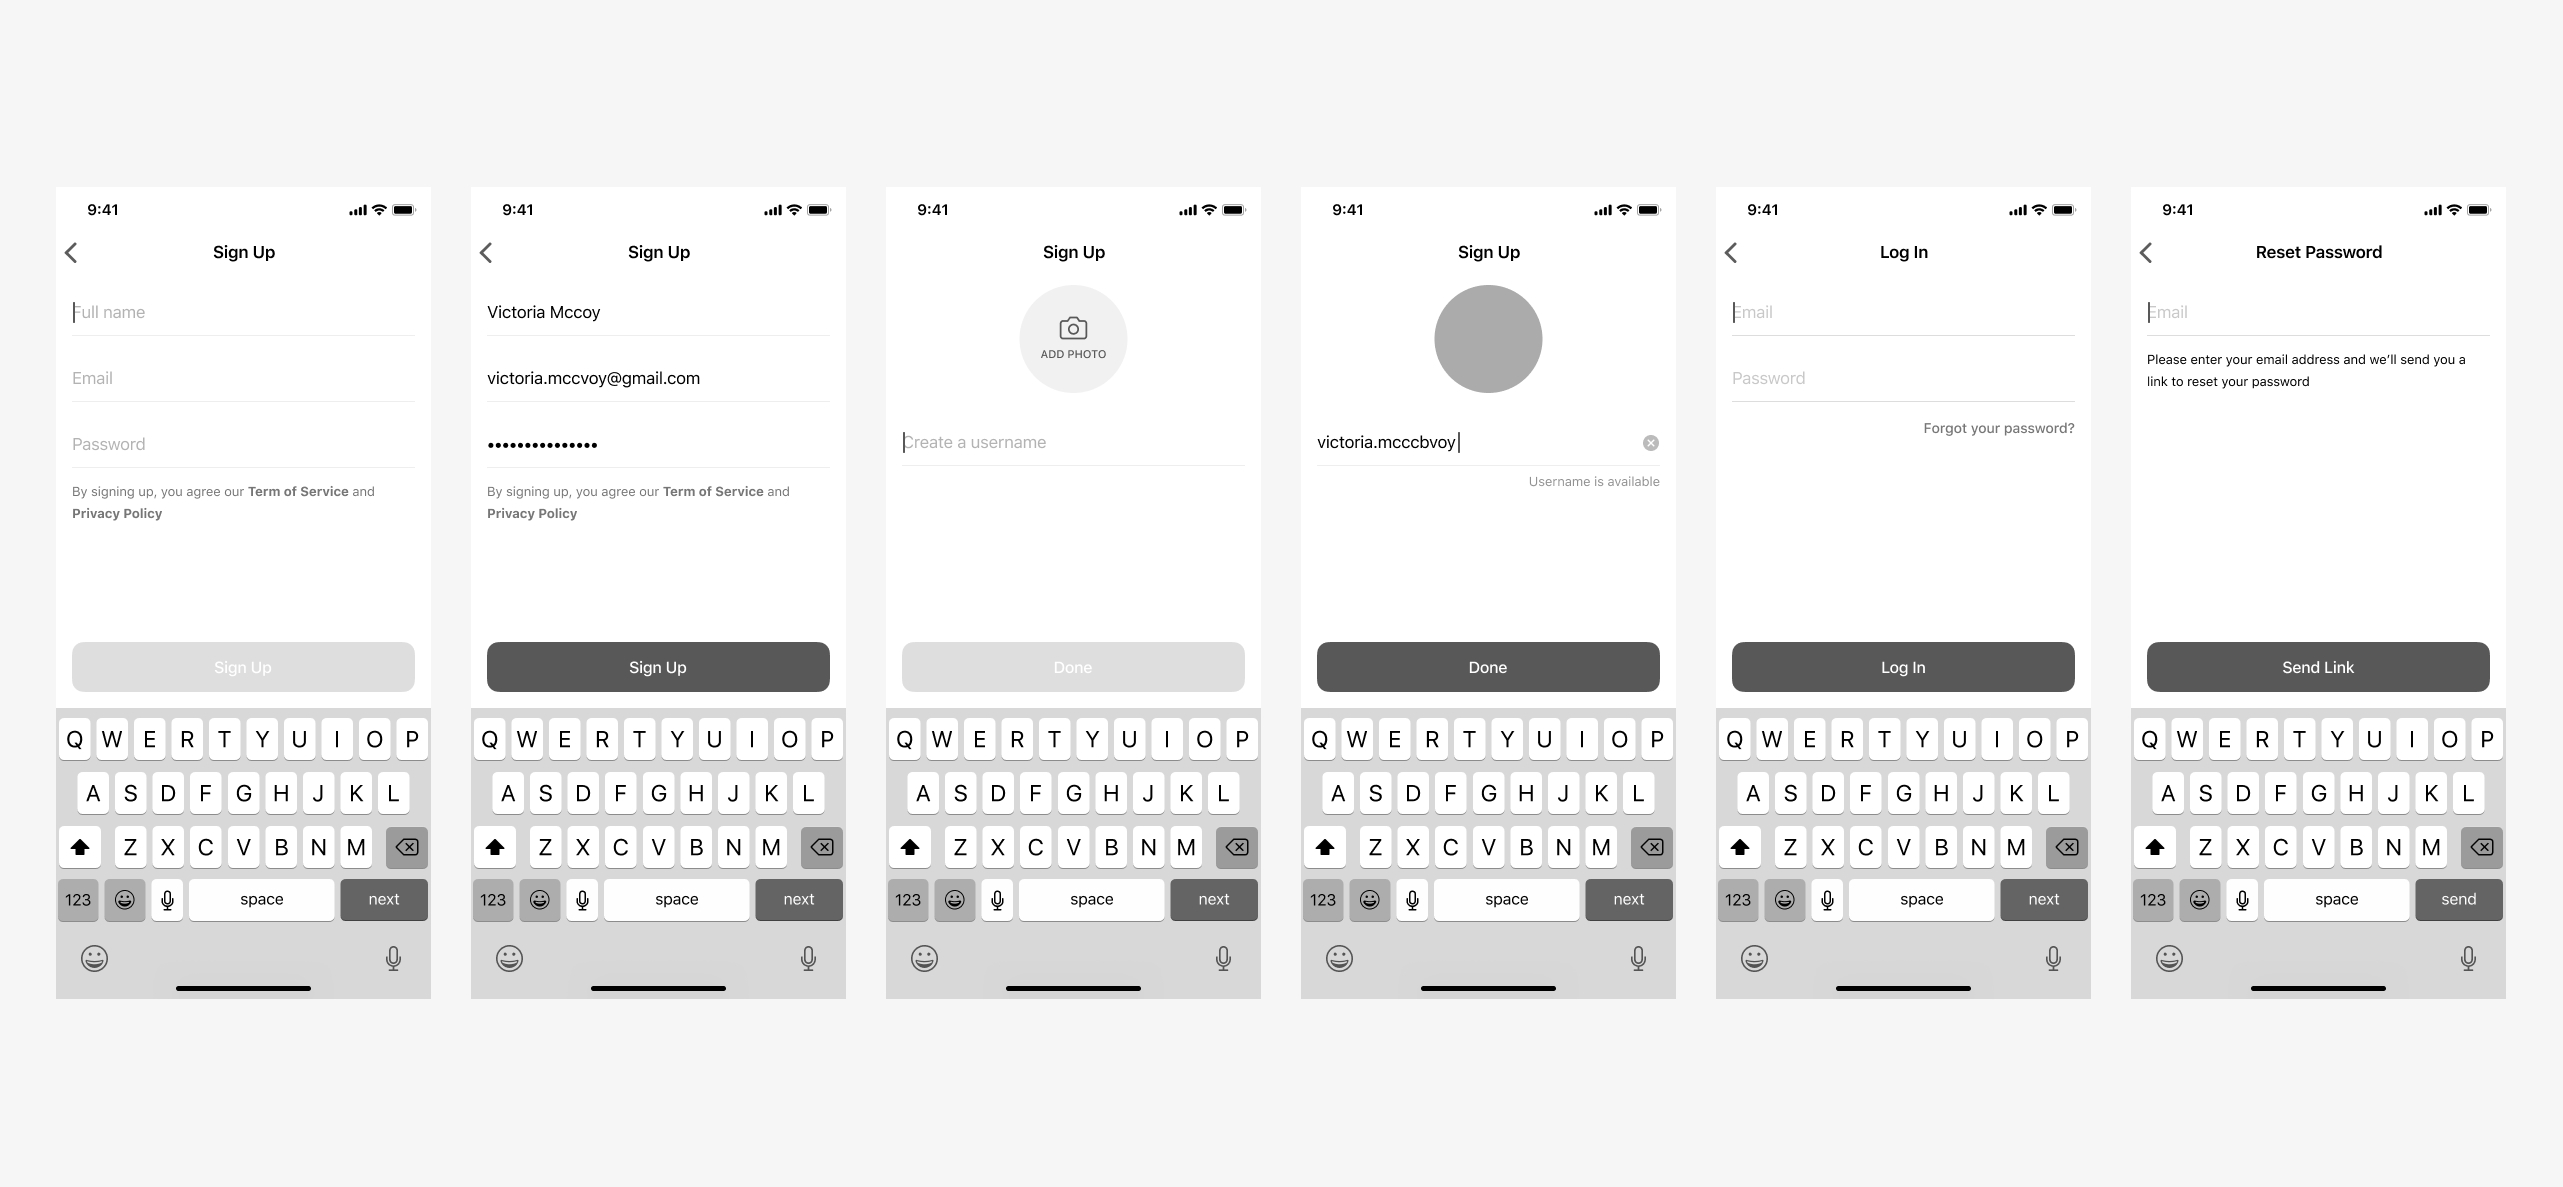 9:41
Sign Up
Full name
Email
Password
By signing up, you agree our Term of Service and
Privacy Policy
Sign Up
Q W E R T Y U I O P
A S D F G H J K L
Z X C V B N M
123 space next
9:41
Sign Up
Victoria Mccoy
victoria.mccvoy@gmail.com
•••••••••••••••
By signing up, you agree our Term of Service and
Privacy Policy
Sign Up
Q W E R T Y U I O P
A S D F G H J K L
Z X C V B N M
123 space next
9:41
Sign Up
ADD PHOTO
Create a username
Done
Q W E R T Y U I O P
A S D F G H J K L
Z X C V B N M
123 space next
9:41
Sign Up
victoria.mcccbvoy
Username is available
Done
Q W E R T Y U I O P
A S D F G H J K L
Z X C V B N M
123 space next
9:41
Log In
Email
Password
Forgot your password?
Log In
Q W E R T Y U I O P
A S D F G H J K L
Z X C V B N M
123 space next
9:41
Reset Password
Email
Please enter your email address and we’ll send you a
link to reset your password
Send Link
Q W E R T Y U I O P
A S D F G H J K L
Z X C V B N M
123 space send